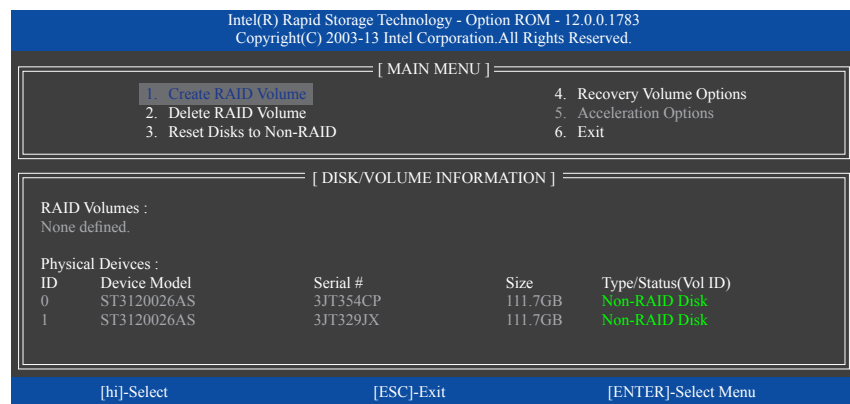 Intel(R) Rapid Storage Technology - Option ROM - 12.0.0.1783
Copyright(C) 2003-13 Intel Corporation.All Rights Reserved.
[ MAIN MENU ]
1. Create RAID Volume
2. Delete RAID Volume
3. Reset Disks to Non-RAID
4. Recovery Volume Options
5. Acceleration Options
6. Exit
[ DISK/VOLUME INFORMATION ]
RAID Volumes :
None defined.
Physical Deivces :
ID Device Model Serial # Size Type/Status(Vol ID)
0 ST3120026AS 3JT354CP 111.7GB Non-RAID Disk
1 ST3120026AS 3JT329JX 111.7GB Non-RAID Disk
[hi]-Select [ESC]-Exit [ENTER]-Select Menu